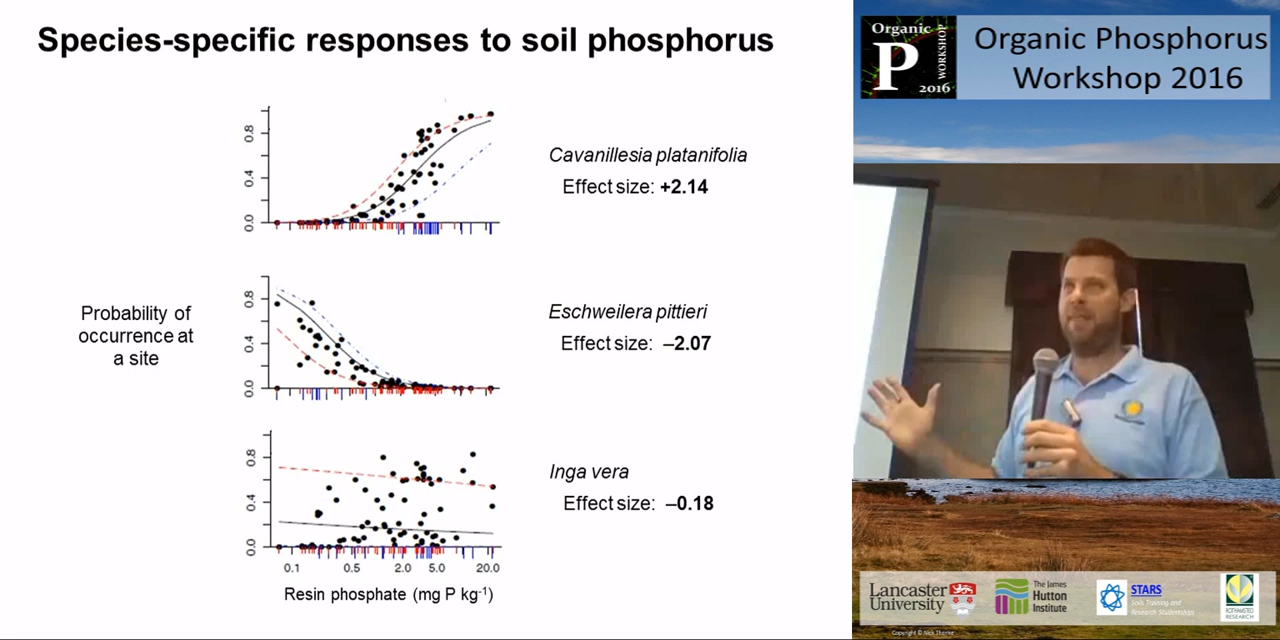 Species-specific responses to soil phosphorus
0.8
0.4
0.0
Cavanillesia platanifolia
Effect size: +2.14
Probability of
occurrence at
a site
0.8
0.4
0.0
Eschweilera pittieri
Effect size: –2.07
0.8
0.4
0.0
Inga vera
Effect size: –0.18
0.1 0.5 2.0 5.0 20.0
Resin phosphate (mg P kg-1)
Organic
P
WORKSHOP
2016
Organic Phosphorus
Workshop 2016
Lancaster
University
The James
Hutton
Institute
STARS
Soils Training and
Research Studentships
ROTHAMSTED
RESEARCH